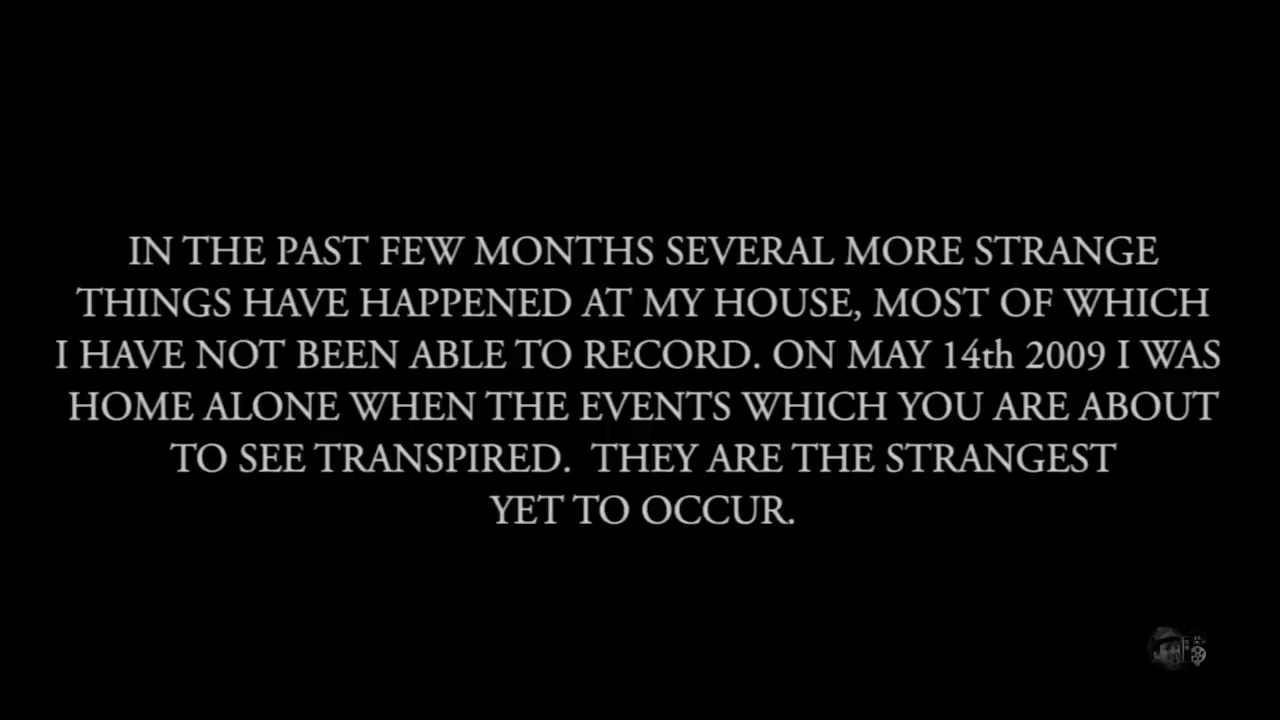 IN THE PAST FEW MONTHS SEVERAL MORE STRANGE
THINGS HAVE HAPPENED AT MY HOUSE, MOST OF WHICH
I HAVE NOT BEEN ABLE TO RECORD. ON MAY 14th 2009 I WAS
HOME ALONE WHEN THE EVENTS WHICH YOU ARE ABOUT
TO SEE TRANSPIRED.  THEY ARE THE STRANGEST
YET TO OCCUR.